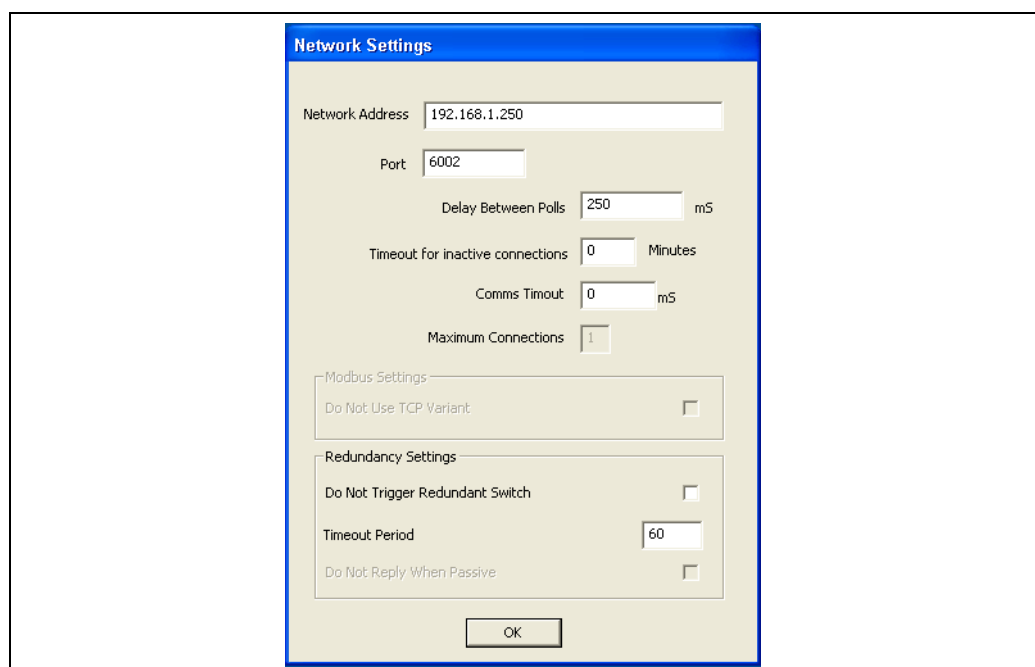 Network Settings
Network Address 192.168.1.250
Port 6002
Delay Between Polls 250 mS
Timeout for inactive connections 0 Minutes
Comms Timout 0 mS
Maximum Connections 1
Modbus Settings
Do Not Use TCP Variant
Redundancy Settings
Do Not Trigger Redundant Switch
Timeout Period 60
Do Not Reply When Passive
OK